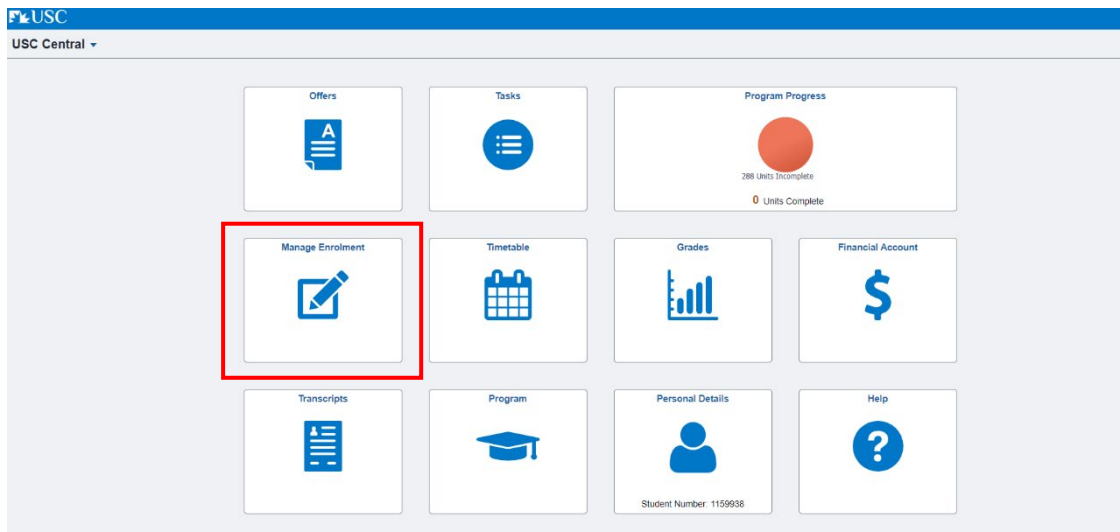 USC
USC Central
Offers
Tasks
Program Progress
A
288 Units Incomplete
0 Units Complete
Manage Enrolment
Timetable
Grades
Financial Account
$
Transcripts
Program
Personal Details
Help
?
Student Number: 1159938